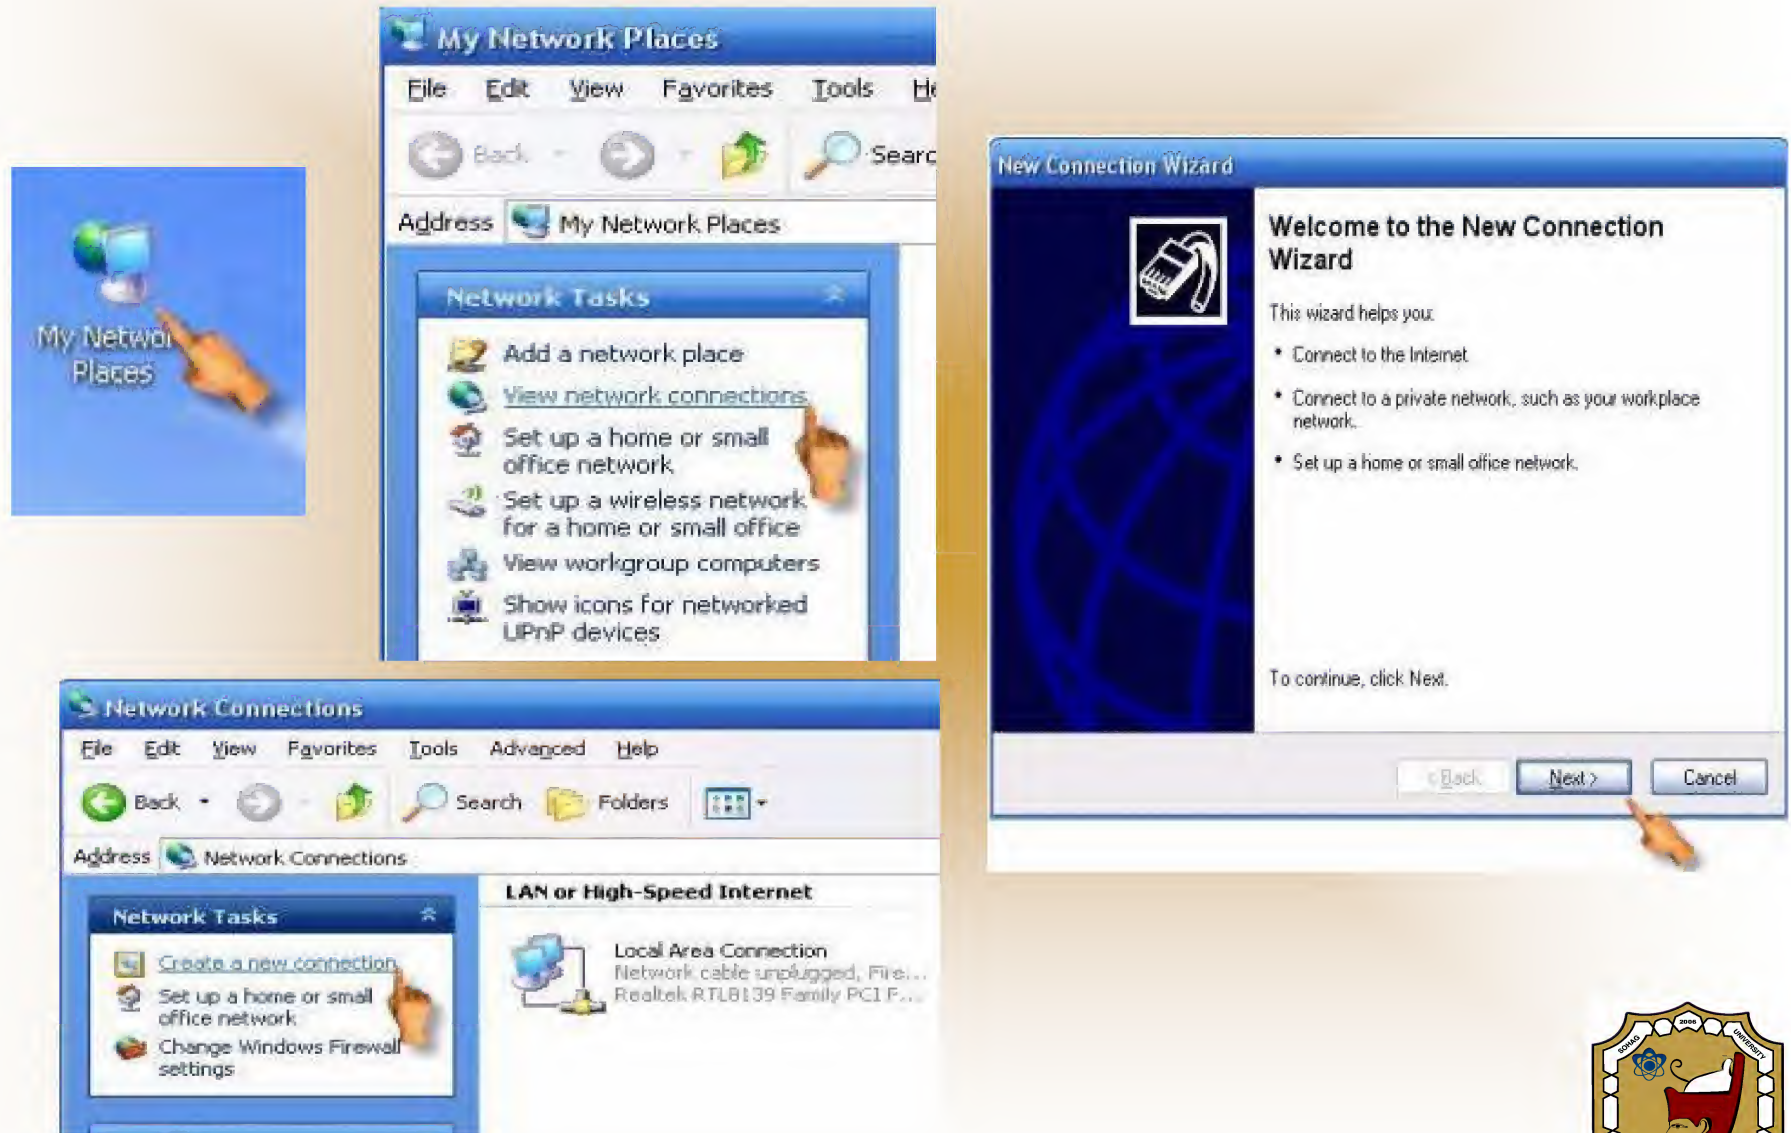 My Network Places
File Edit View Favorites Tools
Back Searc
Address My Network Places
Network Tasks
Add a network place
View network connections
Set up a home or small
office network
Set up a wireless network
for a home or small office
View workgroup computers
Show icons for networked
UPnP devices
My Networ
Places
New Connection Wizard
Welcome to the New Connection
Wizard
This wizard helps you:
• Connect to the Internet
• Connect to a private network, such as your workplace
network.
• Set up a home or small office network.
To continue, click Next.
< Back Next > Cancel
Network Connections
File Edit View Favorites Tools Advanced Help
Back Search Folders
Address Network Connections
Network Tasks
Create a new connection
Set up a home or small
office network
Change Windows Firewall
settings
LAN or High-Speed Internet
Local Area Connection
Network cable unplugged, Fire...
Realtek RTL8139 Family PCI F...
SOHAG 2006 UNIVERSITY